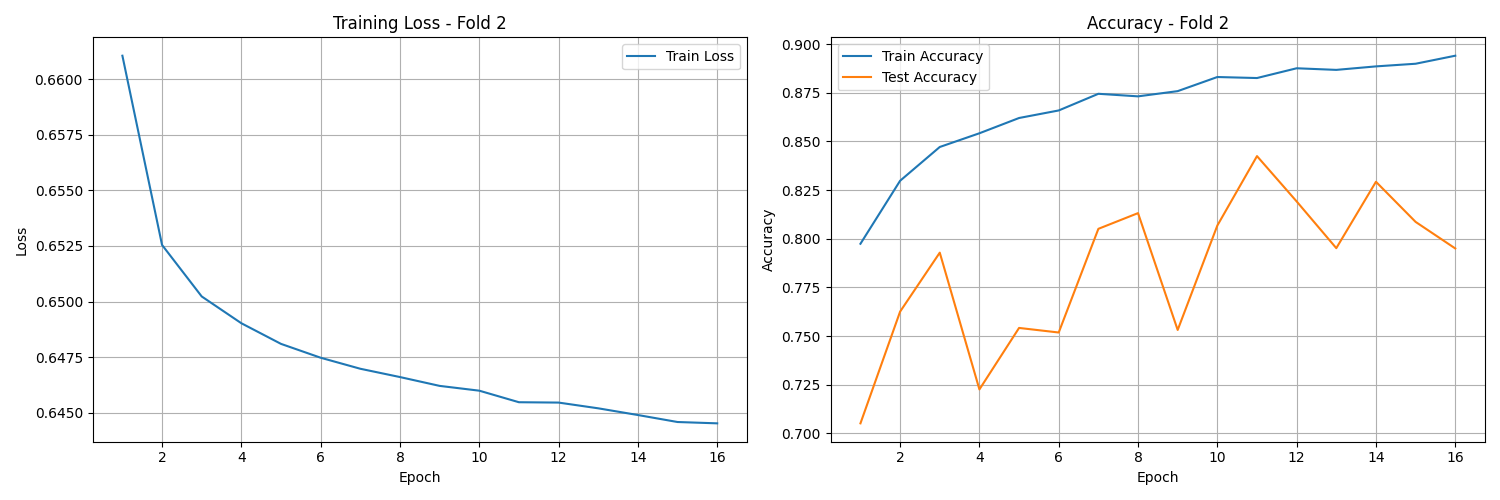 Training Loss - Fold 2
Train Loss
0.6600
0.6575
0.6550
0.6525
0.6500
0.6475
0.6450
Loss
2 4 6 8 10 12 14 16
Epoch
Accuracy - Fold 2
Train Accuracy
Test Accuracy
0.900
0.875
0.850
0.825
0.800
0.775
0.750
0.725
0.700
Accuracy
2 4 6 8 10 12 14 16
Epoch